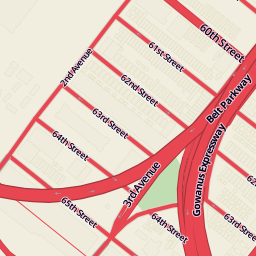 60th Street
61st Street
2nd Avenue
62nd Street
Belt Parkway
63rd Street
64th Street
Gowanus Expressway
3rd Avenue
62
65th Street
64th Street
63rd Street